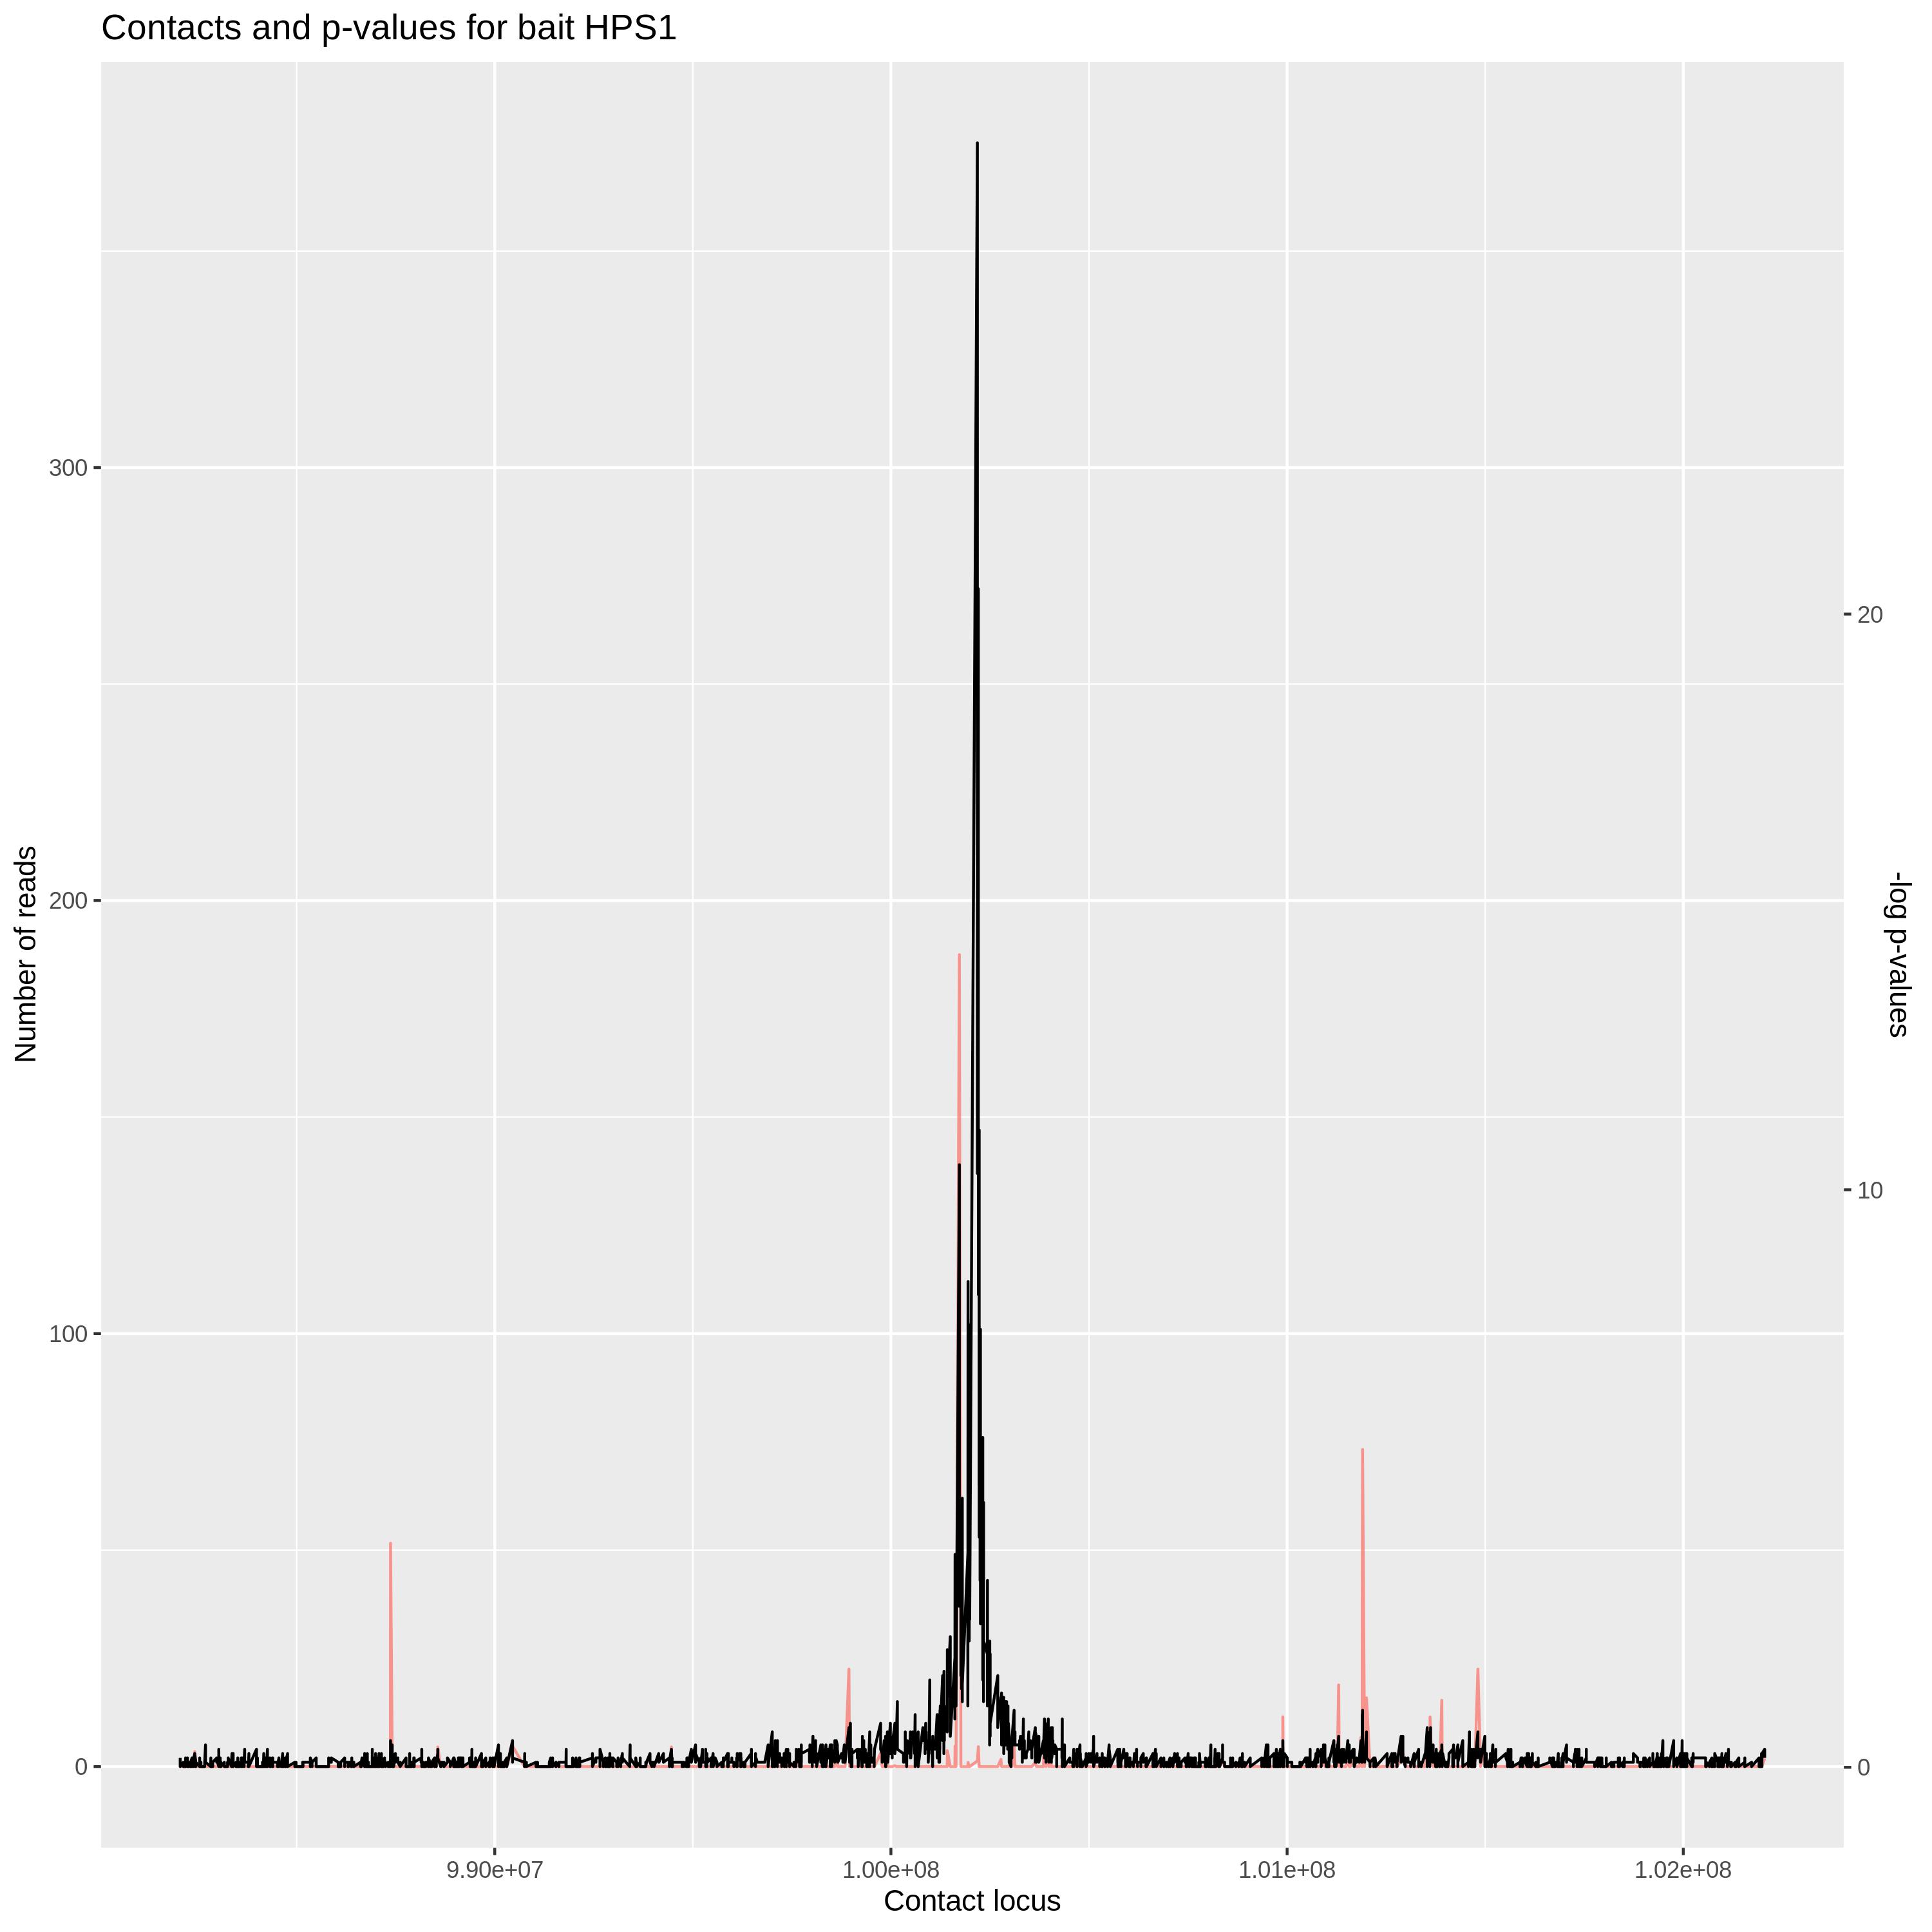 Contacts and p-values for bait HPS1
300
200
100
0
Number of reads
20
10
0
-log p-values
9.90e+07 1.00e+08 1.01e+08 1.02e+08
Contact locus